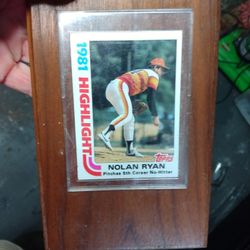 1981
HIGHLIGHT
Topps
NOLAN RYAN
Pitches 5th Career No-Hitter